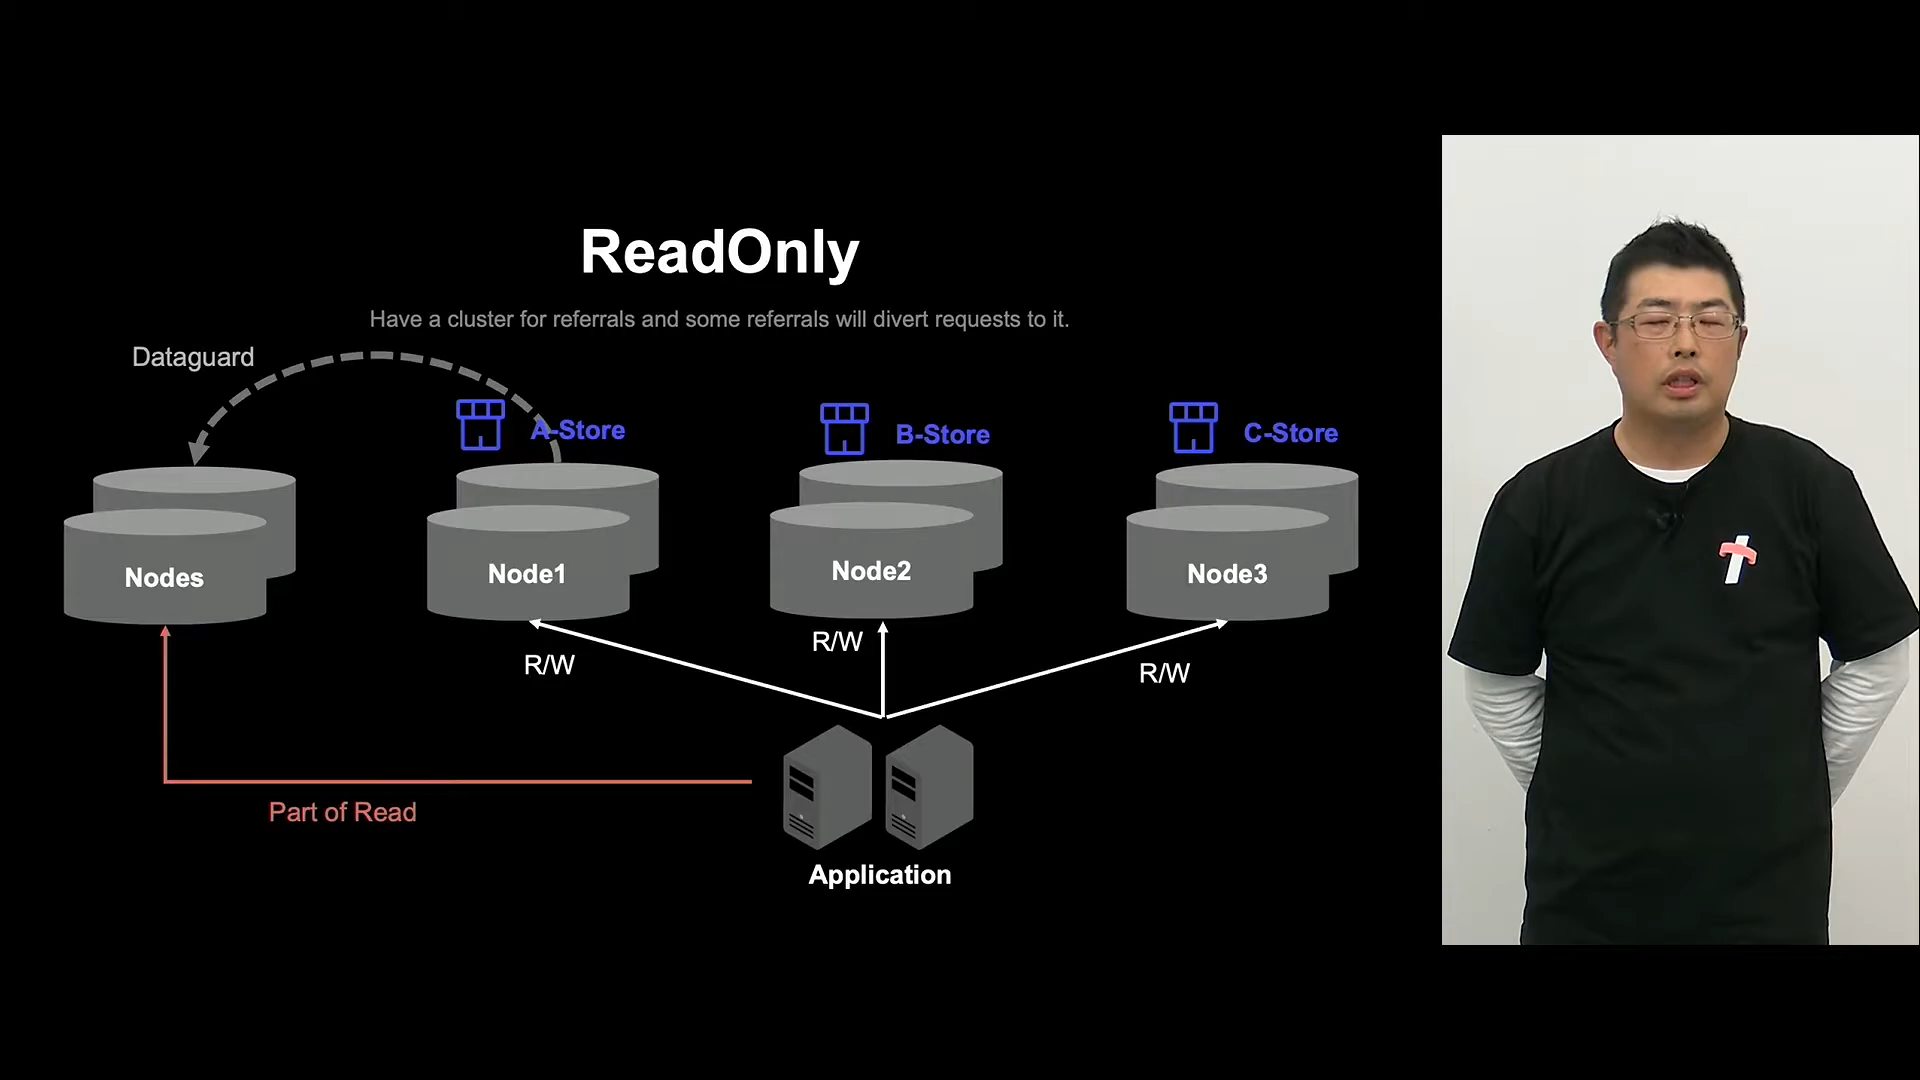 ReadOnly
Have a cluster for referrals and some referrals will divert requests to it.
Dataguard
A-Store
B-Store
C-Store
Nodes
Node1
Node2
Node3
R/W
R/W
R/W
Part of Read
Application